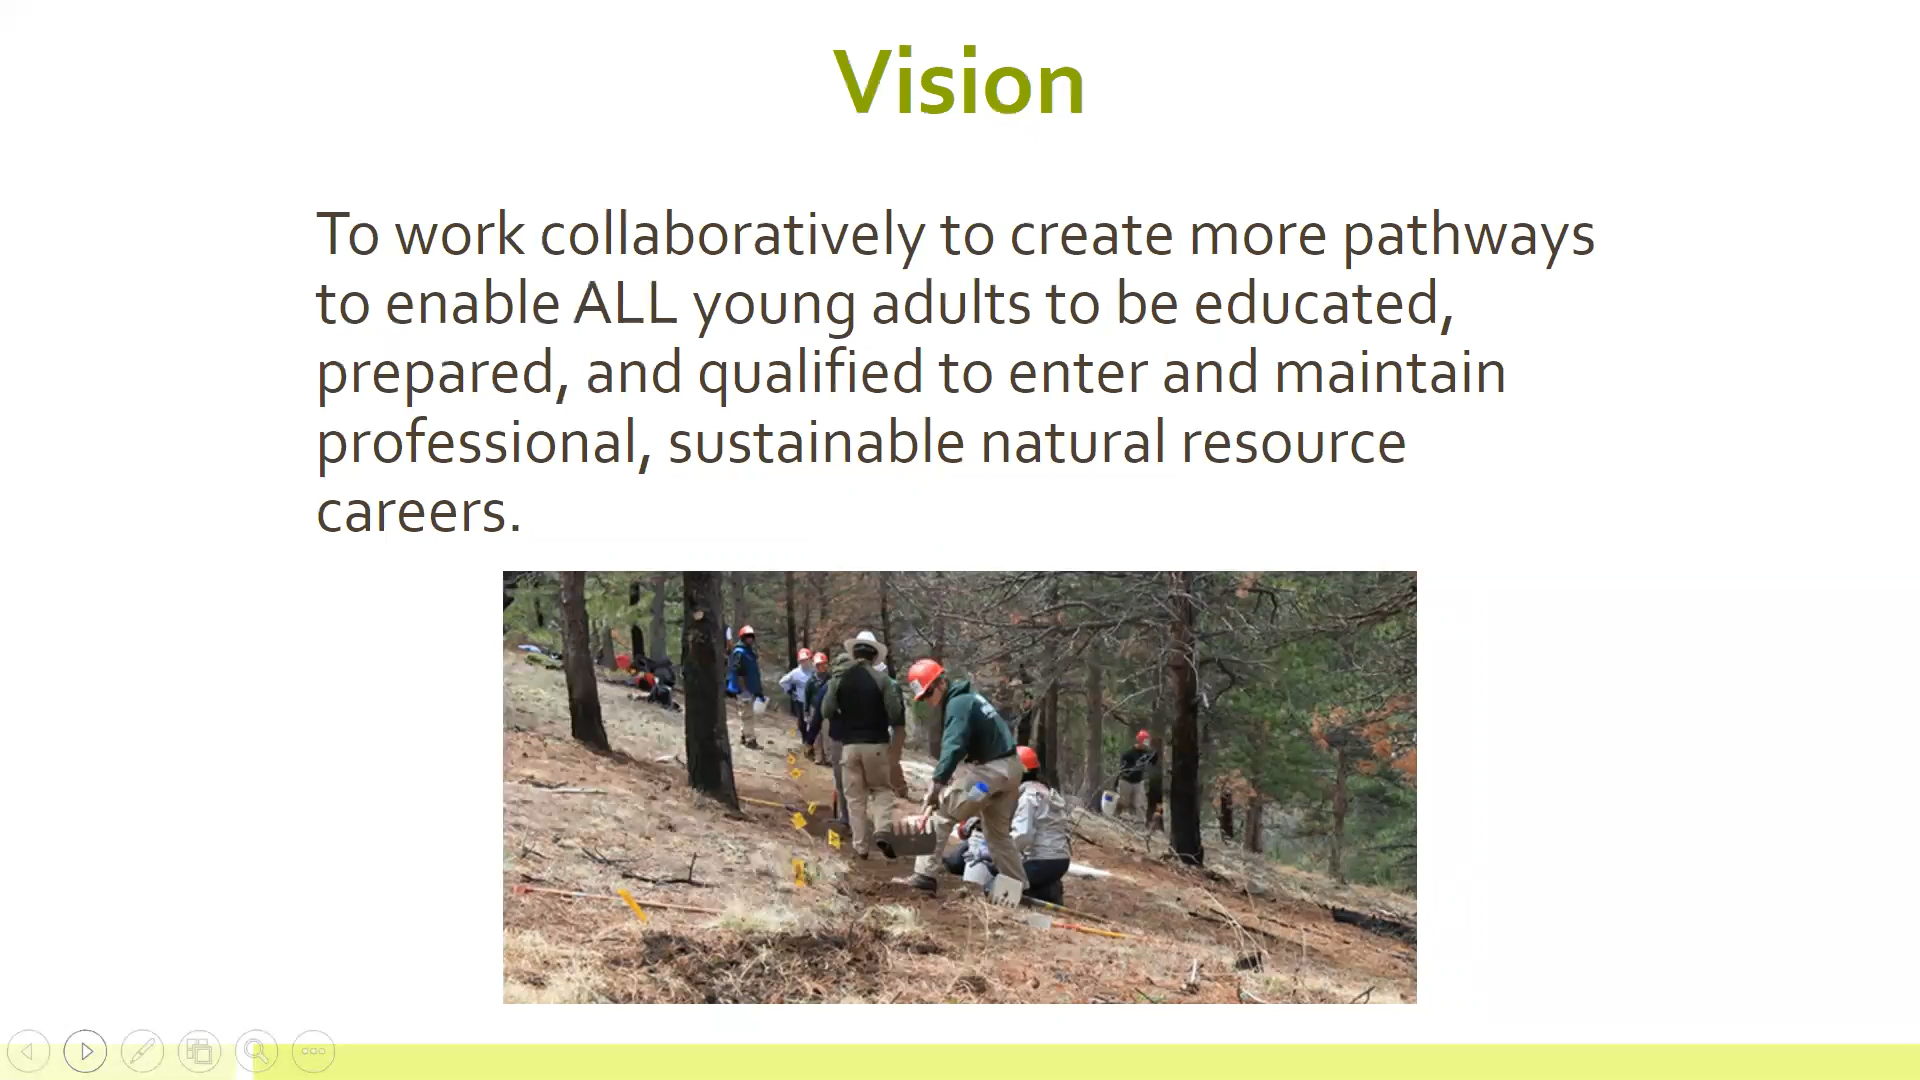 Vision
To work collaboratively to create more pathways
to enable ALL young adults to be educated,
prepared, and qualified to enter and maintain
professional, sustainable natural resource
careers.